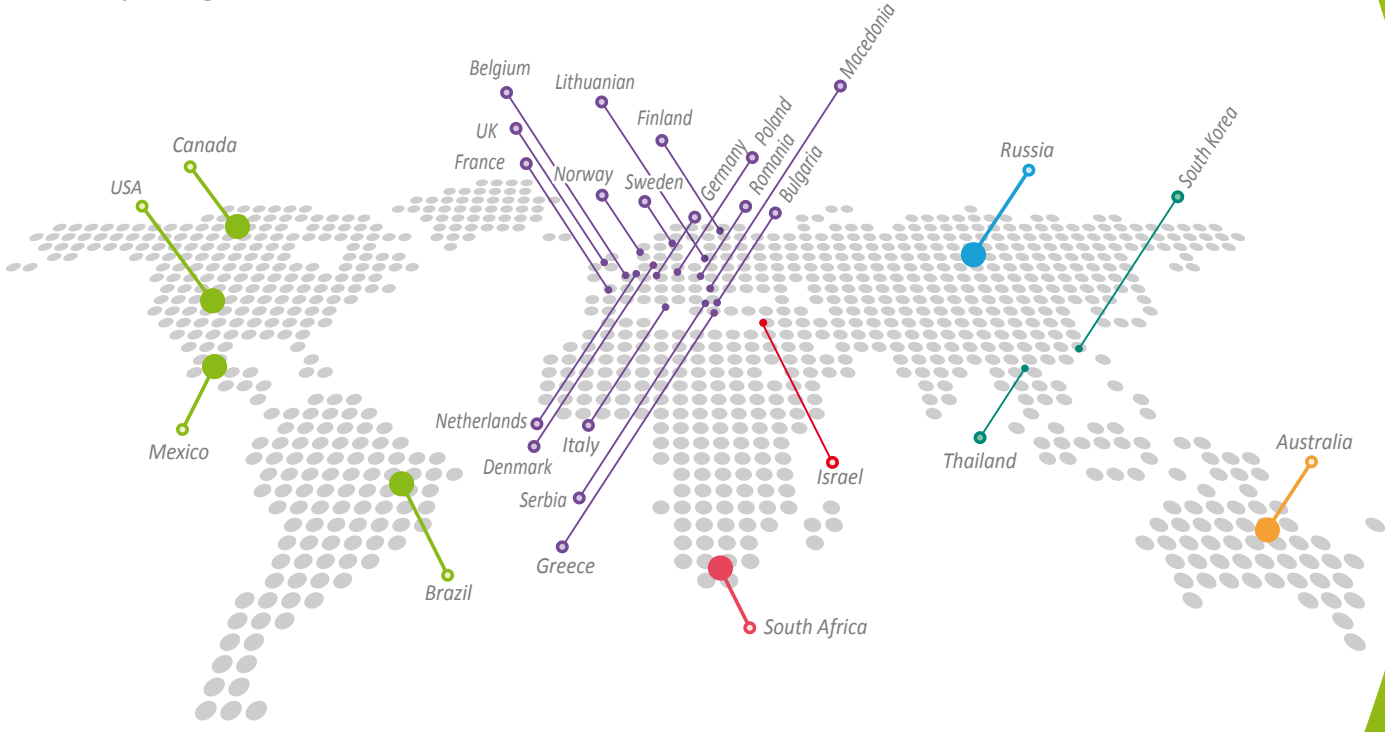 Macedonia
Belgium
Lithuanian
Finland
Poland
UK
Canada
France
Norway
Sweden
Germany
Romania
Bulgaria
Russia
South Korea
USA
Netherlands
Italy
Denmark
Mexico
Serbia
Israel
Thailand
Australia
Greece
Brazil
South Africa